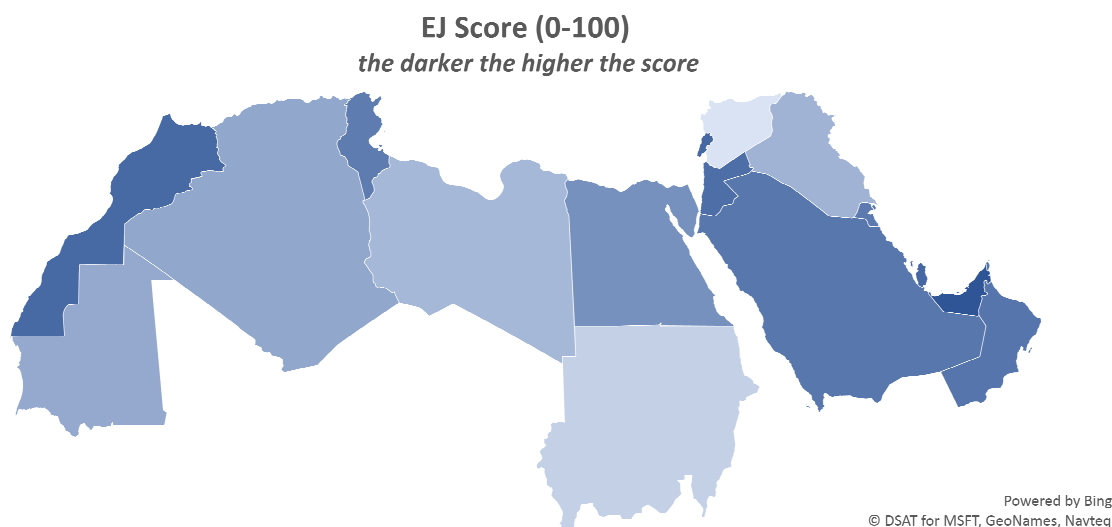 EJ Score (0-100)
the darker the higher the score
Powered by Bing
© DSAT for MSFT, GeoNames, Navteq